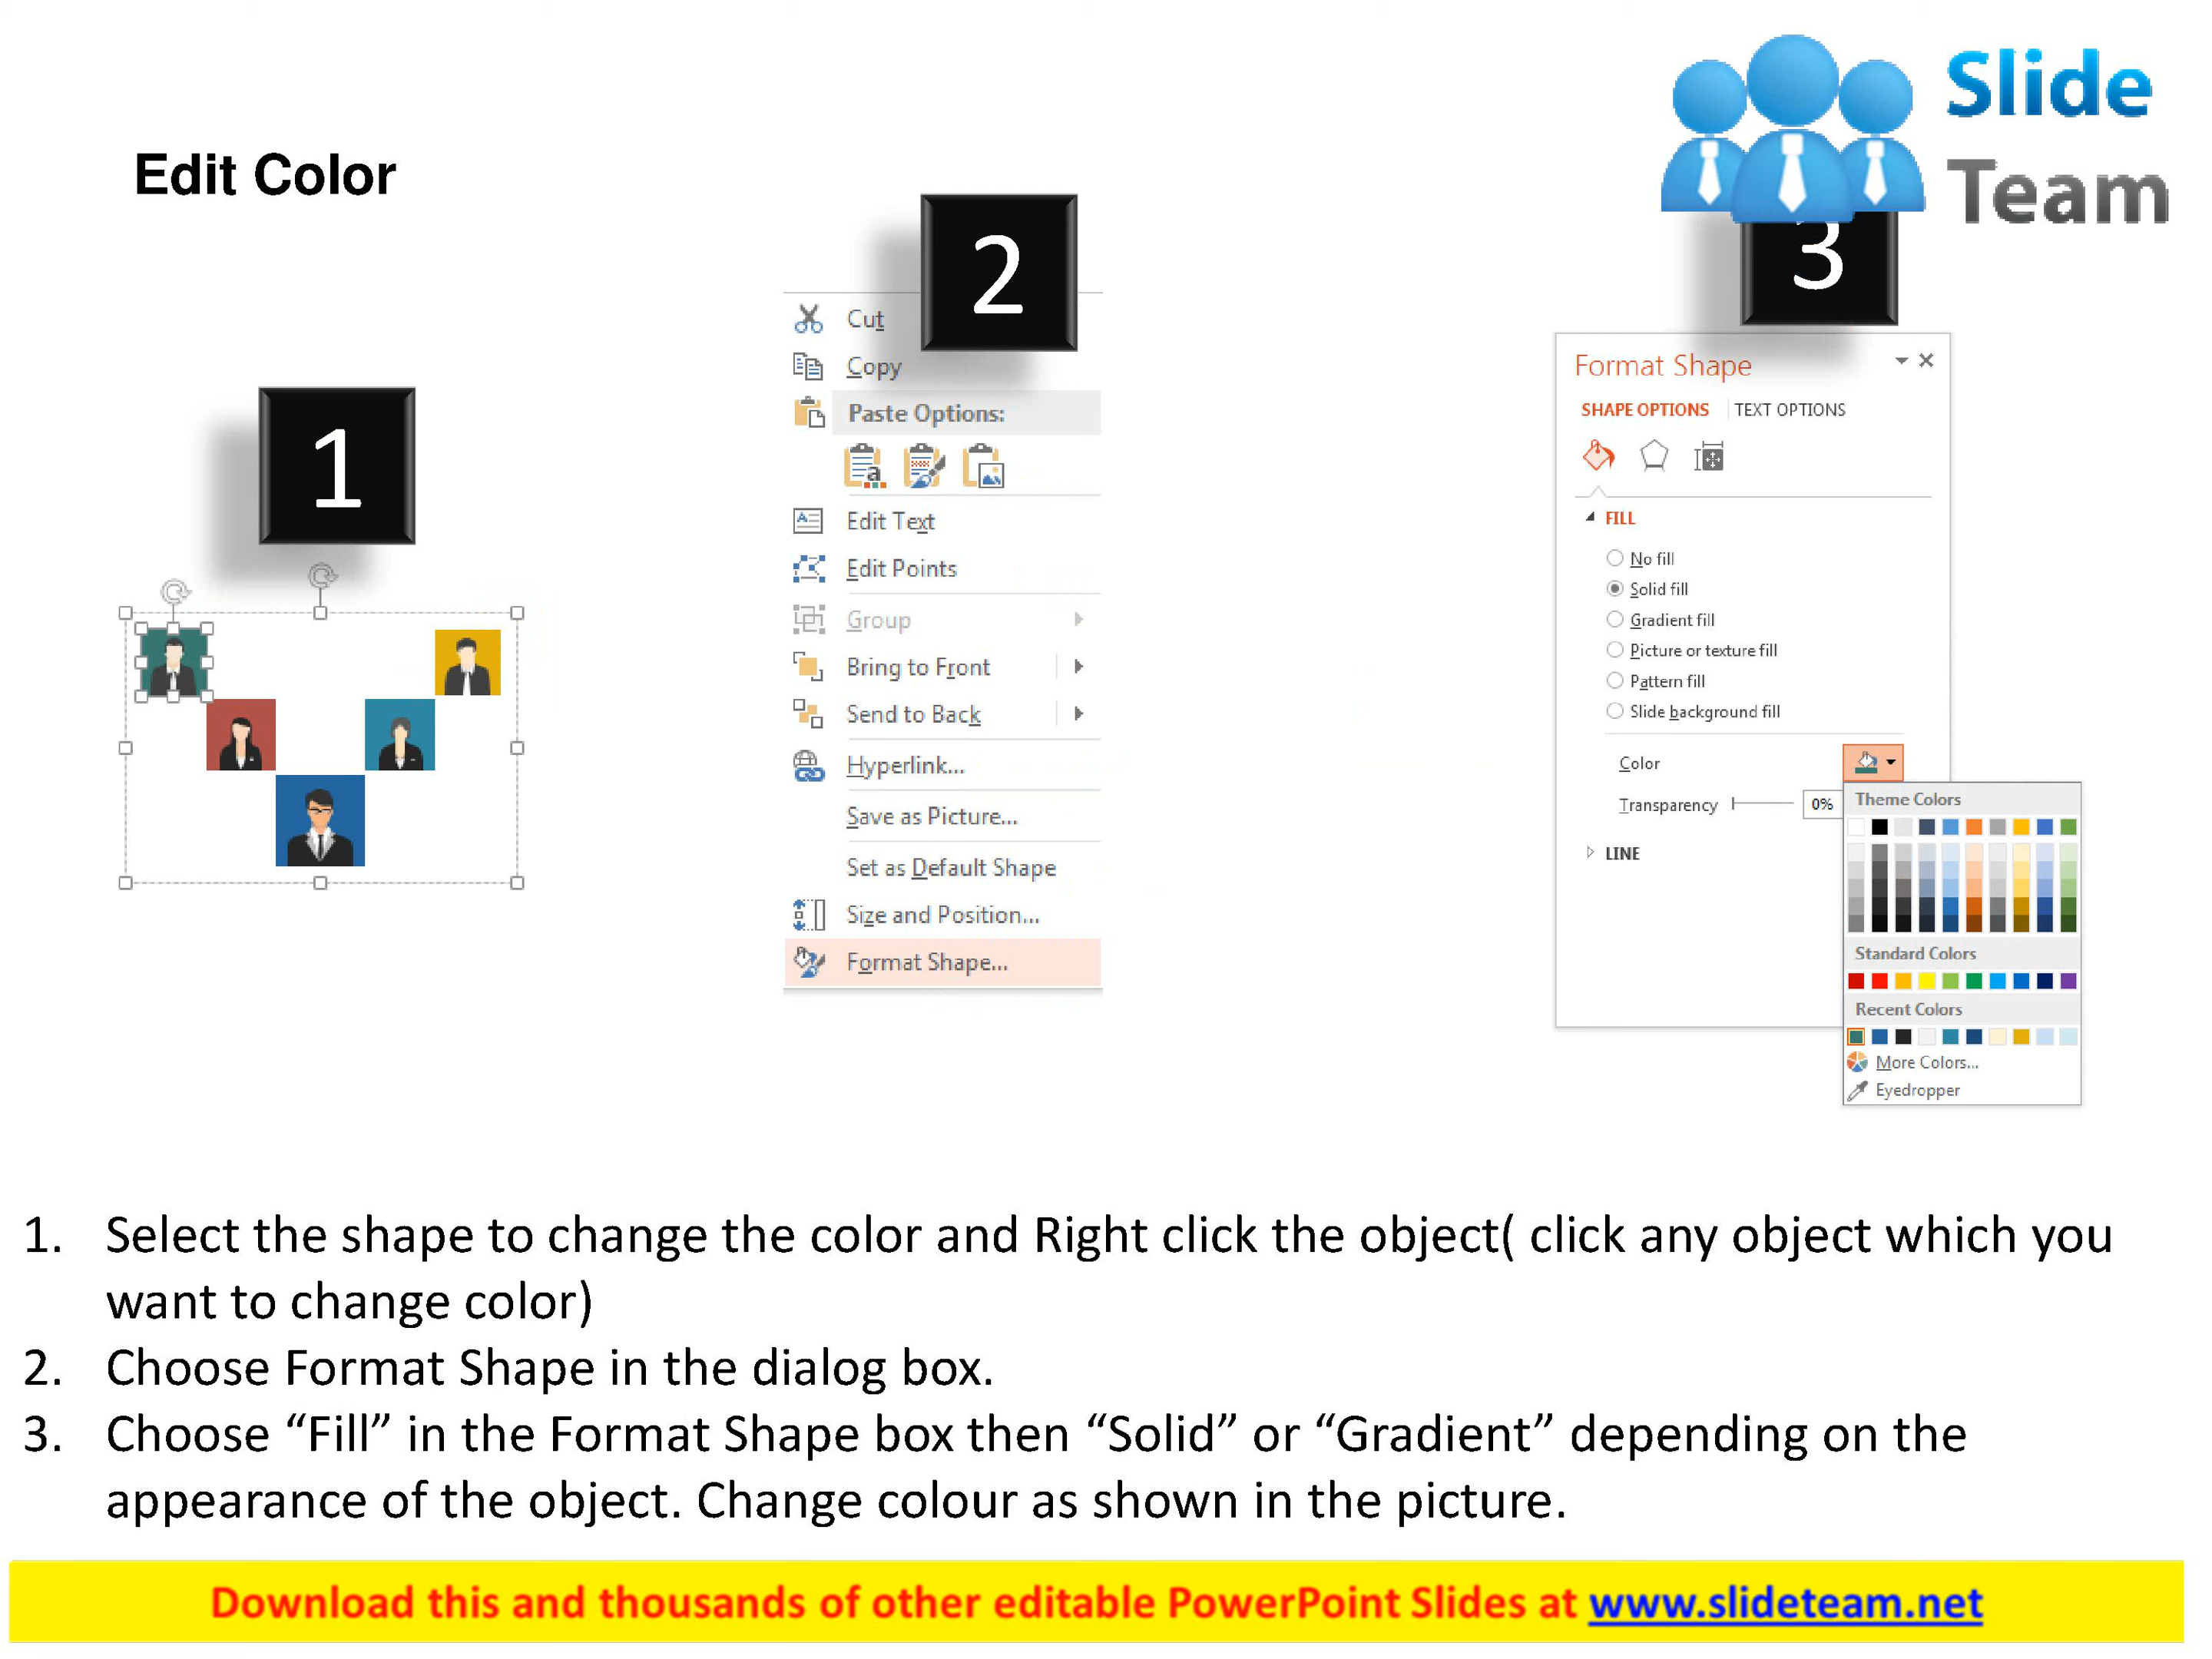 Slide
Team
Edit Color
1
2
3
Cut
Copy
Paste Options:
Edit Text
Edit Points
Group
Bring to Front
Send to Back
Hyperlink...
Save as Picture...
Set as Default Shape
Size and Position...
Format Shape...
Format Shape
SHAPE OPTIONS TEXT OPTIONS
FILL
No fill
Solid fill
Gradient fill
Picture or texture fill
Pattern fill
Slide background fill
Color
Transparency 0%
LINE
Theme Colors
Standard Colors
Recent Colors
More Colors...
Eyedropper
1. Select the shape to change the color and Right click the object( click any object which you
want to change color)
2. Choose Format Shape in the dialog box.
3. Choose “Fill” in the Format Shape box then “Solid” or “Gradient” depending on the
appearance of the object. Change colour as shown in the picture.
Download this and thousands of other editable PowerPoint Slides at www.slideteam.net